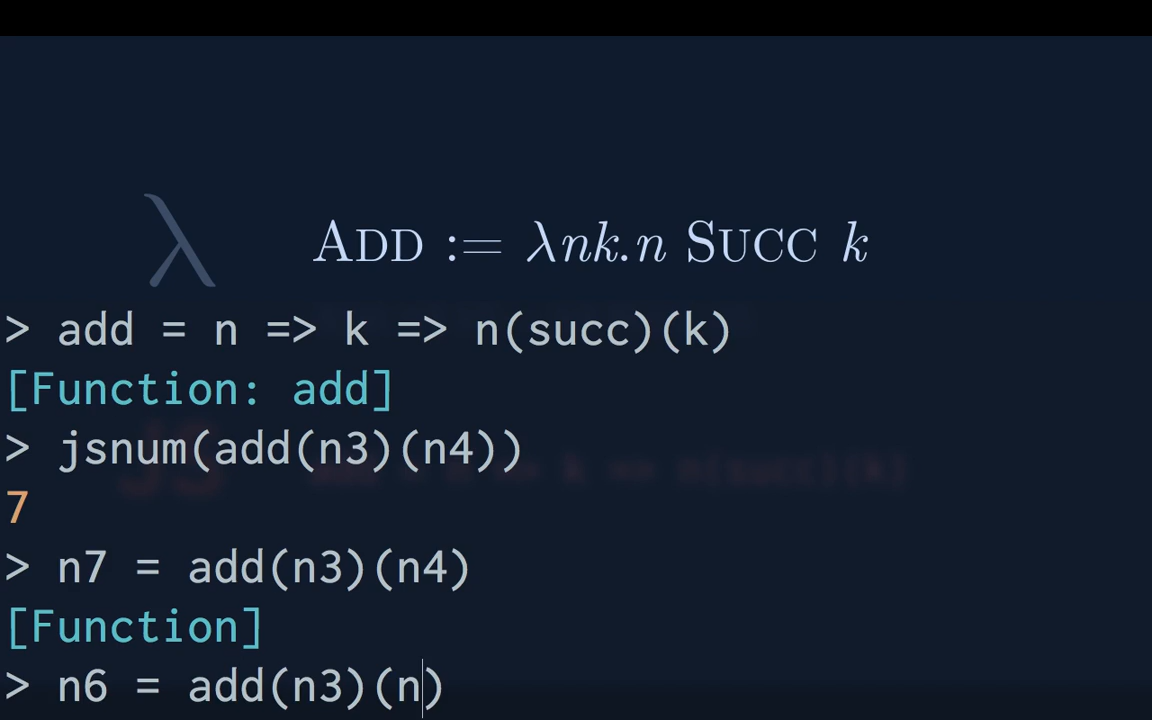 λ ADD := λnk.n SUCC k
> add = n => k => n(succ)(k)
[Function: add]
> jsnum(add(n3)(n4))
7
> n7 = add(n3)(n4)
[Function]
> n6 = add(n3)(n)